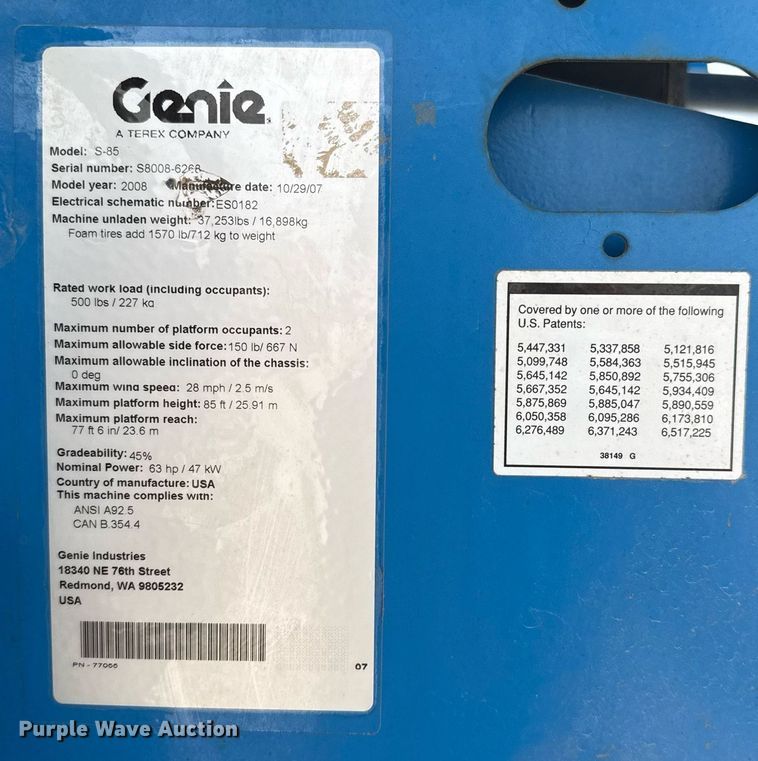 Genie
A TEREX COMPANY
Model: S-85
Serial number: S8008-6268
Model year: 2008 Manufacture date: 10/29/07
Electrical schematic number: ES0182
Machine unladen weight: 37,253lbs / 16,898kg
Foam tires add 1570 lb/712 kg to weight
Rated work load (including occupants):
500 lbs / 227 kg
Maximum number of platform occupants: 2
Maximum allowable side force: 150 lb/ 667 N
Maximum allowable inclination of the chassis:
0 deg
Maximum wind speed: 28 mph / 2.5 m/s
Maximum platform height: 85 ft / 25.91 m
Maximum platform reach:
77 ft 6 in/ 23.6 m
Gradeability: 45%
Nominal Power: 63 hp / 47 kW
Country of manufacture: USA
This machine complies with:
ANSI A92.5
CAN B.354.4
Genie Industries
18340 NE 76th Street
Redmond, WA 9805232
USA
PN - 77055
07
Covered by one or more of the following
U.S. Patents:
5,447,331 5,337,858 5,121,816
5,099,748 5,584,363 5,515,945
5,645,142 5,850,892 5,755,306
5,667,352 5,645,142 5,934,409
5,875,869 5,885,047 5,890,559
6,050,358 6,095,286 6,173,810
6,276,489 6,371,243 6,517,225
38149 G
Purple Wave Auction